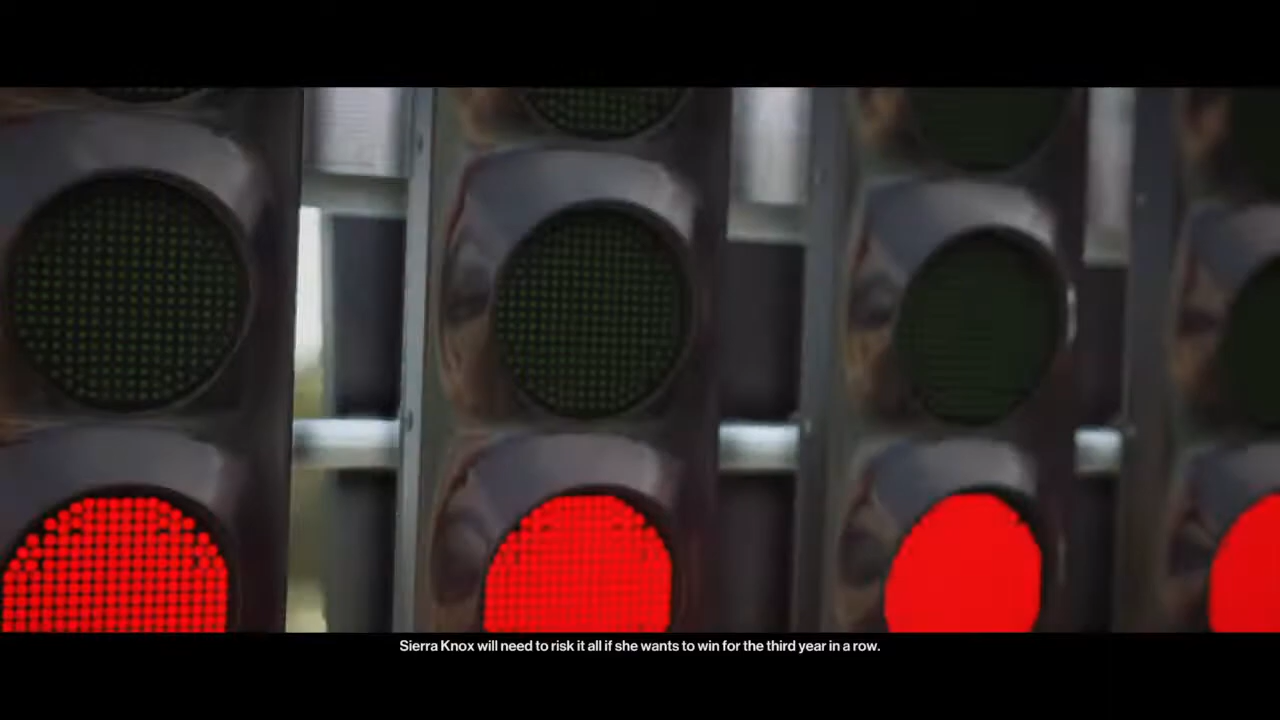 Sierra Knox will need to risk it all if she wants to win for the third year in a row.